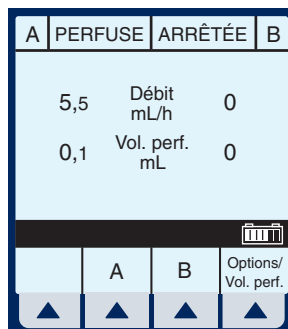 A PERFUSE ARRÊTÉE B
5,5 Débit mL/h 0
0,1 Vol. perf. mL 0
A B Options/ Vol. perf.